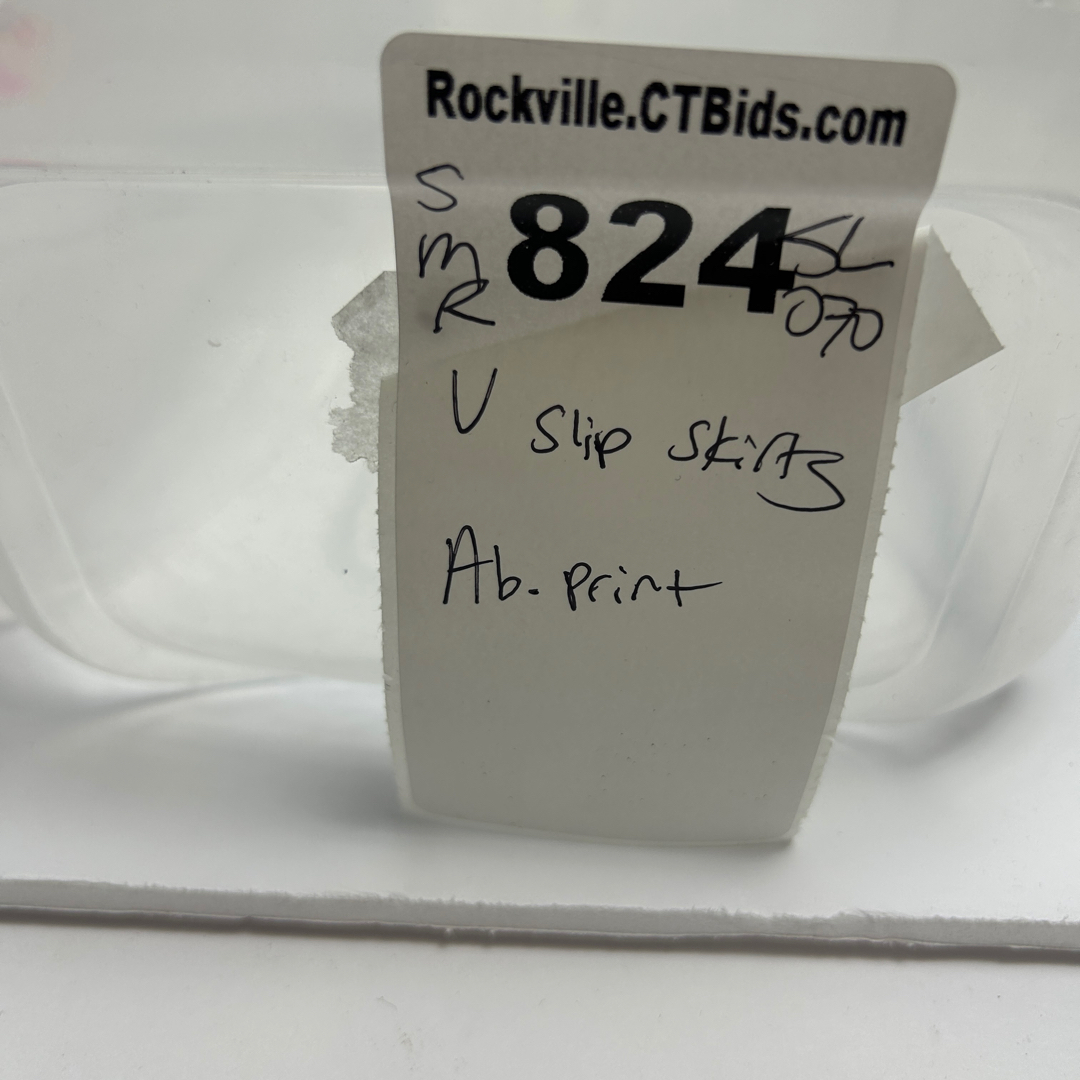 Rockville.CTBids.com
S
M
R
824
SL
070
V
Slip Skirts
Ab. print